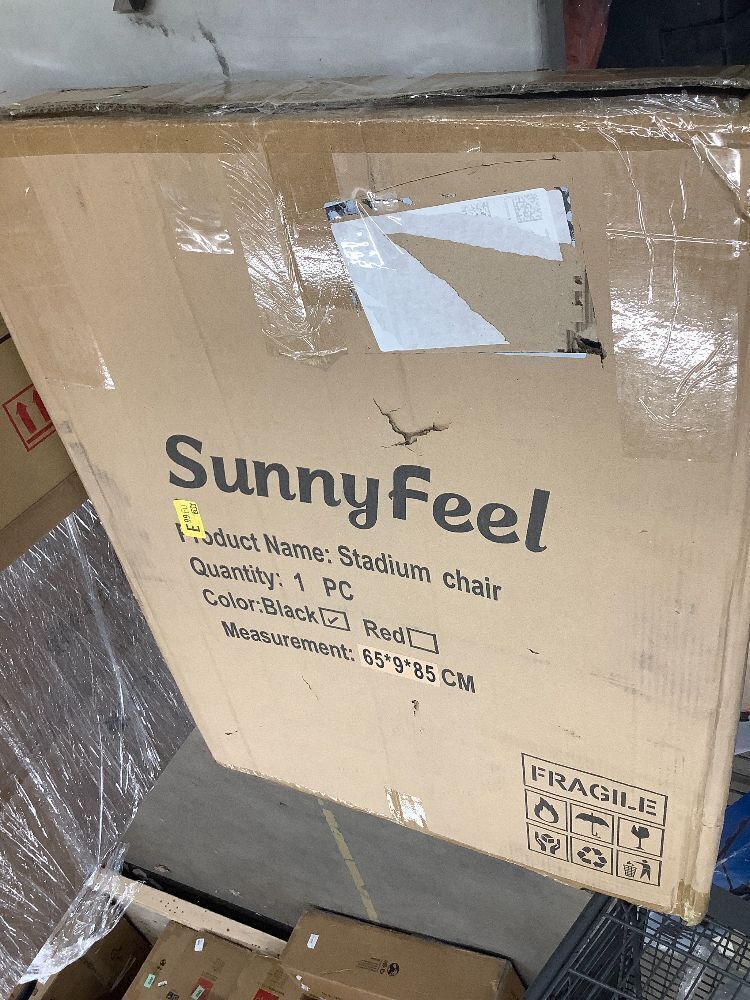 SunnyFeel
Product Name: Stadium chair
Quantity: 1 PC
Color:Black☑ Red☐
Measurement: 65*9*85 CM
FRAGILE